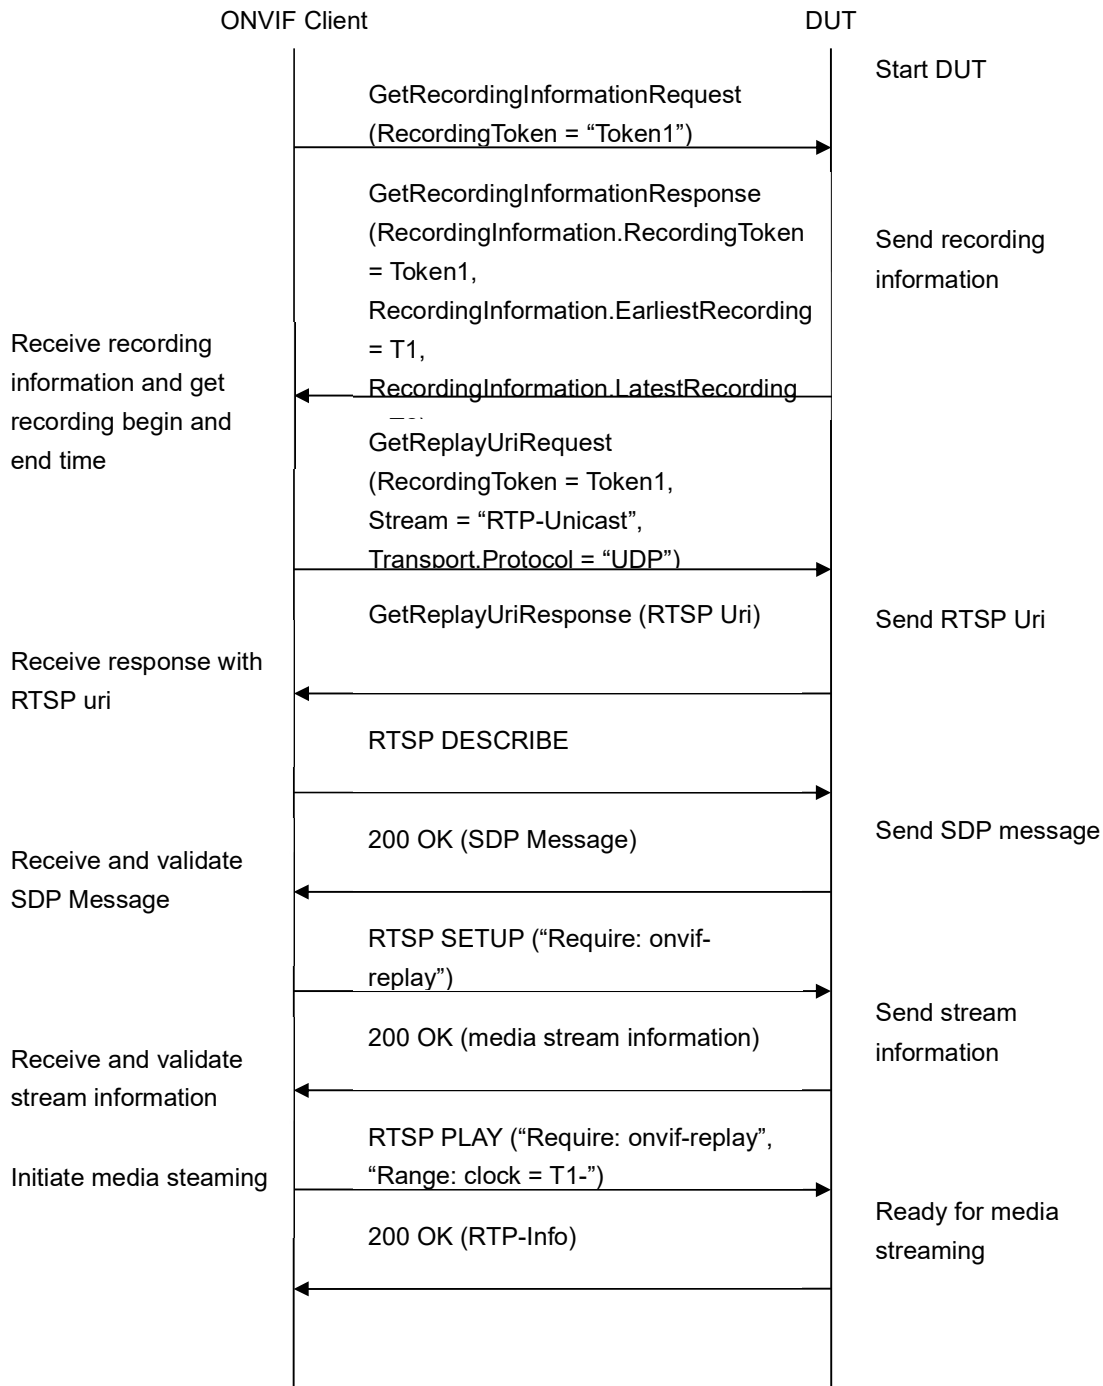 ONVIF Client
DUT
Start DUT
GetRecordingInformationRequest
(RecordingToken = “Token1”)
GetRecordingInformationResponse
(RecordingInformation.RecordingToken
= Token1,
RecordingInformation.EarliestRecording
= T1,
RecordingInformation.LatestRecording
Send recording
information
Receive recording
information and get
recording begin and
end time
GetReplayUriRequest
(RecordingToken = Token1,
Stream = “RTP-Unicast”,
Transport.Protocol = “UDP”)
GetReplayUriResponse (RTSP Uri)
Send RTSP Uri
Receive response with
RTSP uri
RTSP DESCRIBE
200 OK (SDP Message)
Send SDP message
Receive and validate
SDP Message
RTSP SETUP (“Require: onvif-
replay”)
200 OK (media stream information)
Send stream
information
Receive and validate
stream information
RTSP PLAY (“Require: onvif-replay”,
“Range: clock = T1-”)
Initiate media steaming
200 OK (RTP-Info)
Ready for media
streaming